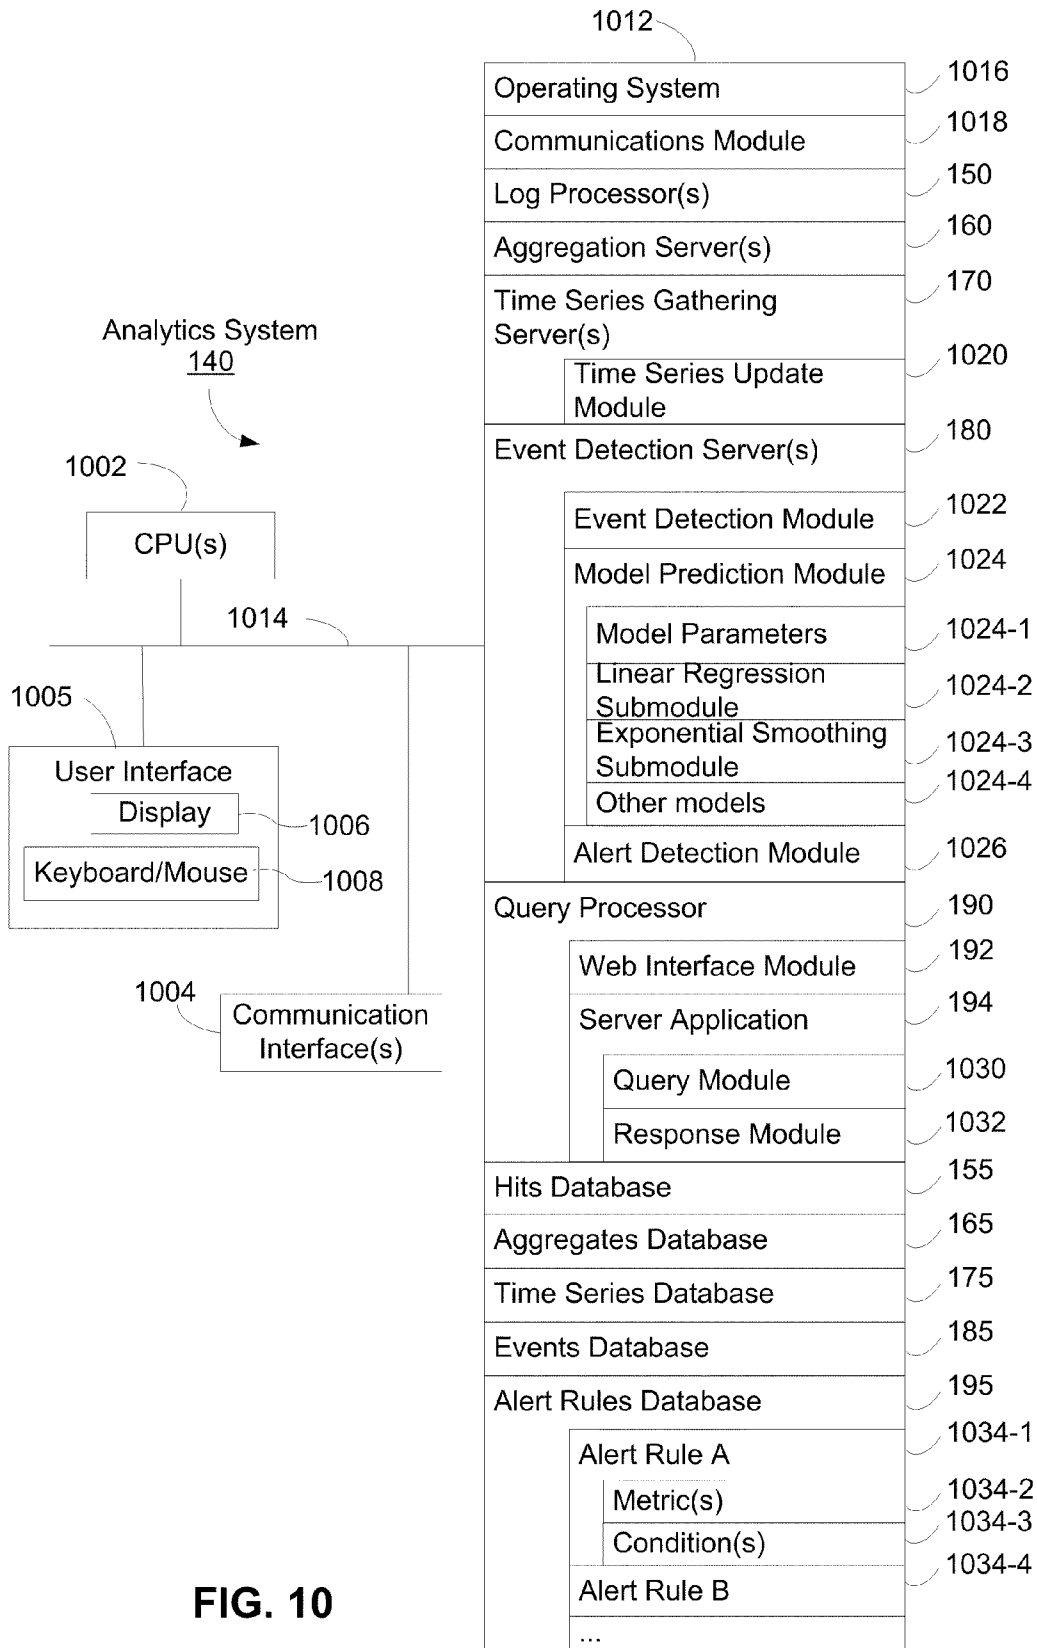 1012
Operating System
1016
Communications Module
1018
Log Processor(s)
150
Aggregation Server(s)
160
Time Series Gathering
Server(s)
170
Time Series Update
Module
1020
Event Detection Server(s)
180
Event Detection Module
1022
Model Prediction Module
1024
Model Parameters
1024-1
Linear Regression
Submodule
1024-2
Exponential Smoothing
Submodule
1024-3
Other models
1024-4
Alert Detection Module
1026
Query Processor
190
Web Interface Module
192
Server Application
194
Query Module
1030
Response Module
1032
Hits Database
155
Aggregates Database
165
Time Series Database
175
Events Database
185
Alert Rules Database
195
Alert Rule A
1034-1
Metric(s)
1034-2
Condition(s)
1034-3
Alert Rule B
1034-4
...
Analytics System
140
1002
CPU(s)
1014
1005
User Interface
Display
1006
Keyboard/Mouse
1008
1004
Communication
Interface(s)
FIG. 10